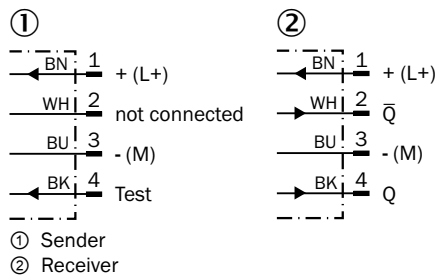 ① ②
BN 1 + (L+) BN 1 + (L+)
WH 2 not connected WH 2 Q̅
BU 3 - (M) BU 3 - (M)
BK 4 Test BK 4 Q
① Sender
② Receiver